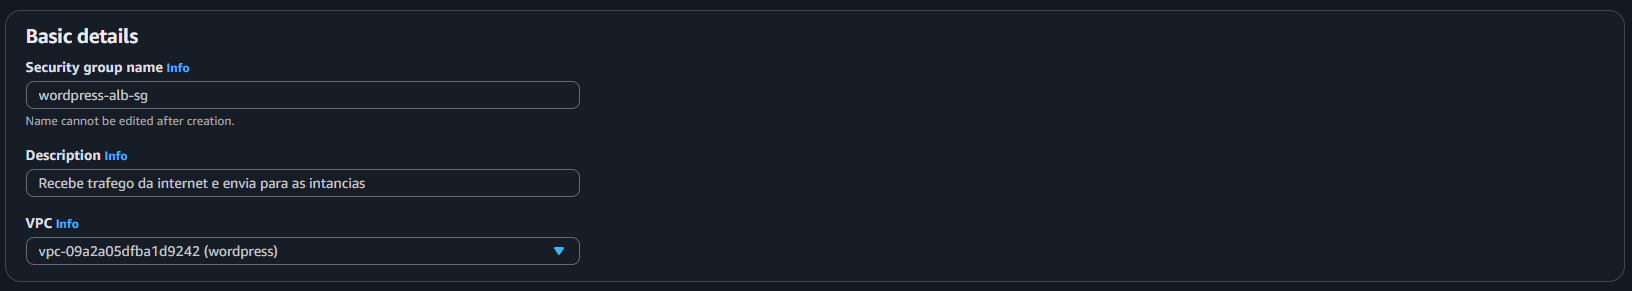 Basic details
Security group name Info
wordpress-alb-sg
Name cannot be edited after creation.
Description Info
Recebe trafego da internet e envia para as intancias
VPC Info
vpc-09a2a05dfba1d9242 (wordpress)